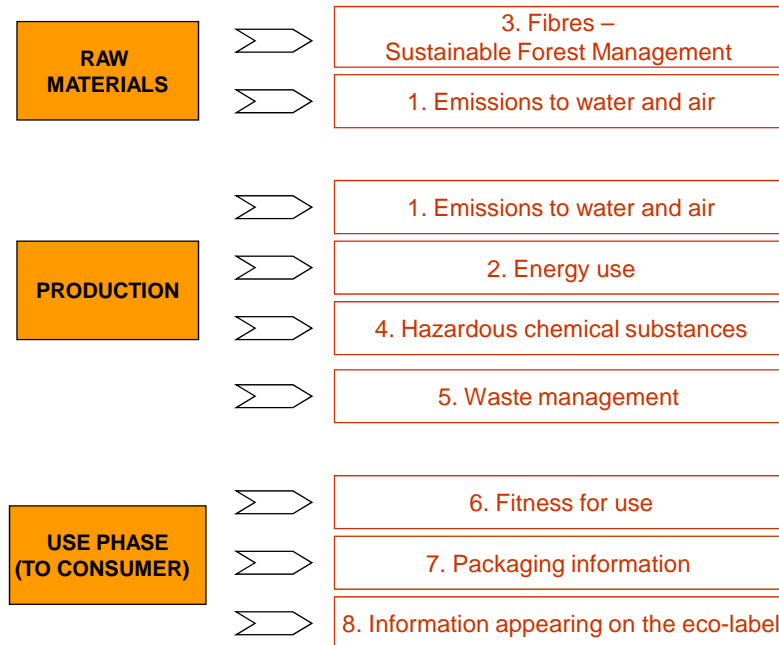 RAW
MATERIALS
3. Fibres –
Sustainable Forest Management
1. Emissions to water and air
PRODUCTION
1. Emissions to water and air
2. Energy use
4. Hazardous chemical substances
5. Waste management
USE PHASE
(TO CONSUMER)
6. Fitness for use
7. Packaging information
8. Information appearing on the eco-label